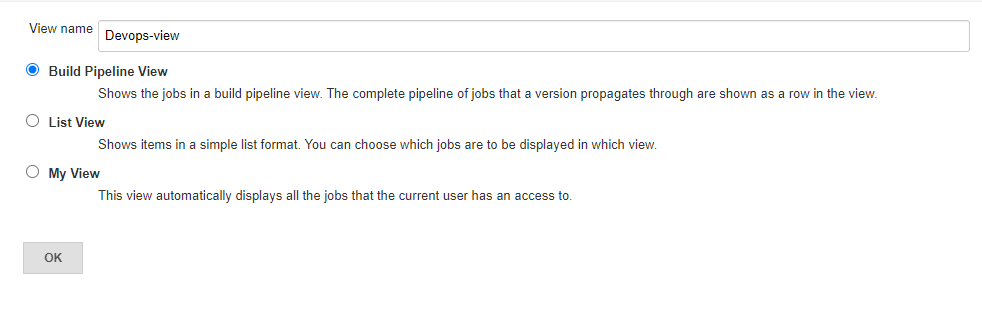 View name
Devops-view
Build Pipeline View
Shows the jobs in a build pipeline view. The complete pipeline of jobs that a version propagates through are shown as a row in the view.
List View
Shows items in a simple list format. You can choose which jobs are to be displayed in which view.
My View
This view automatically displays all the jobs that the current user has an access to.
OK